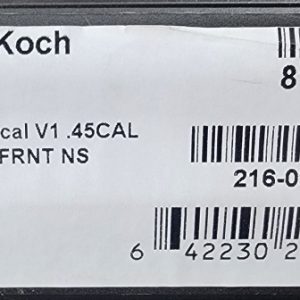 Koch
8
cal V1 .45CAL
FRNT NS
216-0
6 42230 2